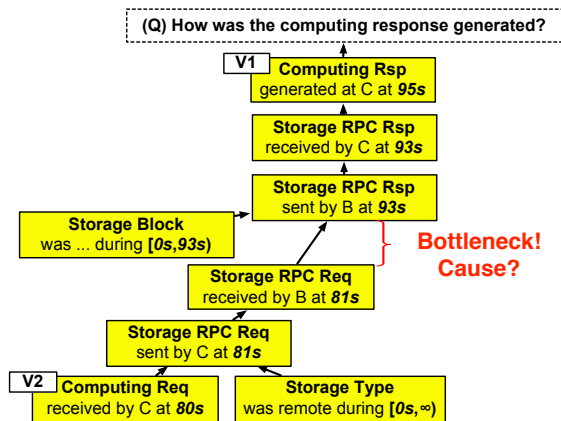 (Q) How was the computing response generated?
V1
Computing Rsp
generated at C at 95s
Storage RPC Rsp
received by C at 93s
Storage RPC Rsp
sent by B at 93s
Storage Block
was ... during [0s,93s)
Bottleneck!
Cause?
Storage RPC Req
received by B at 81s
Storage RPC Req
sent by C at 81s
V2
Computing Req
received by C at 80s
Storage Type
was remote during [0s,∞)